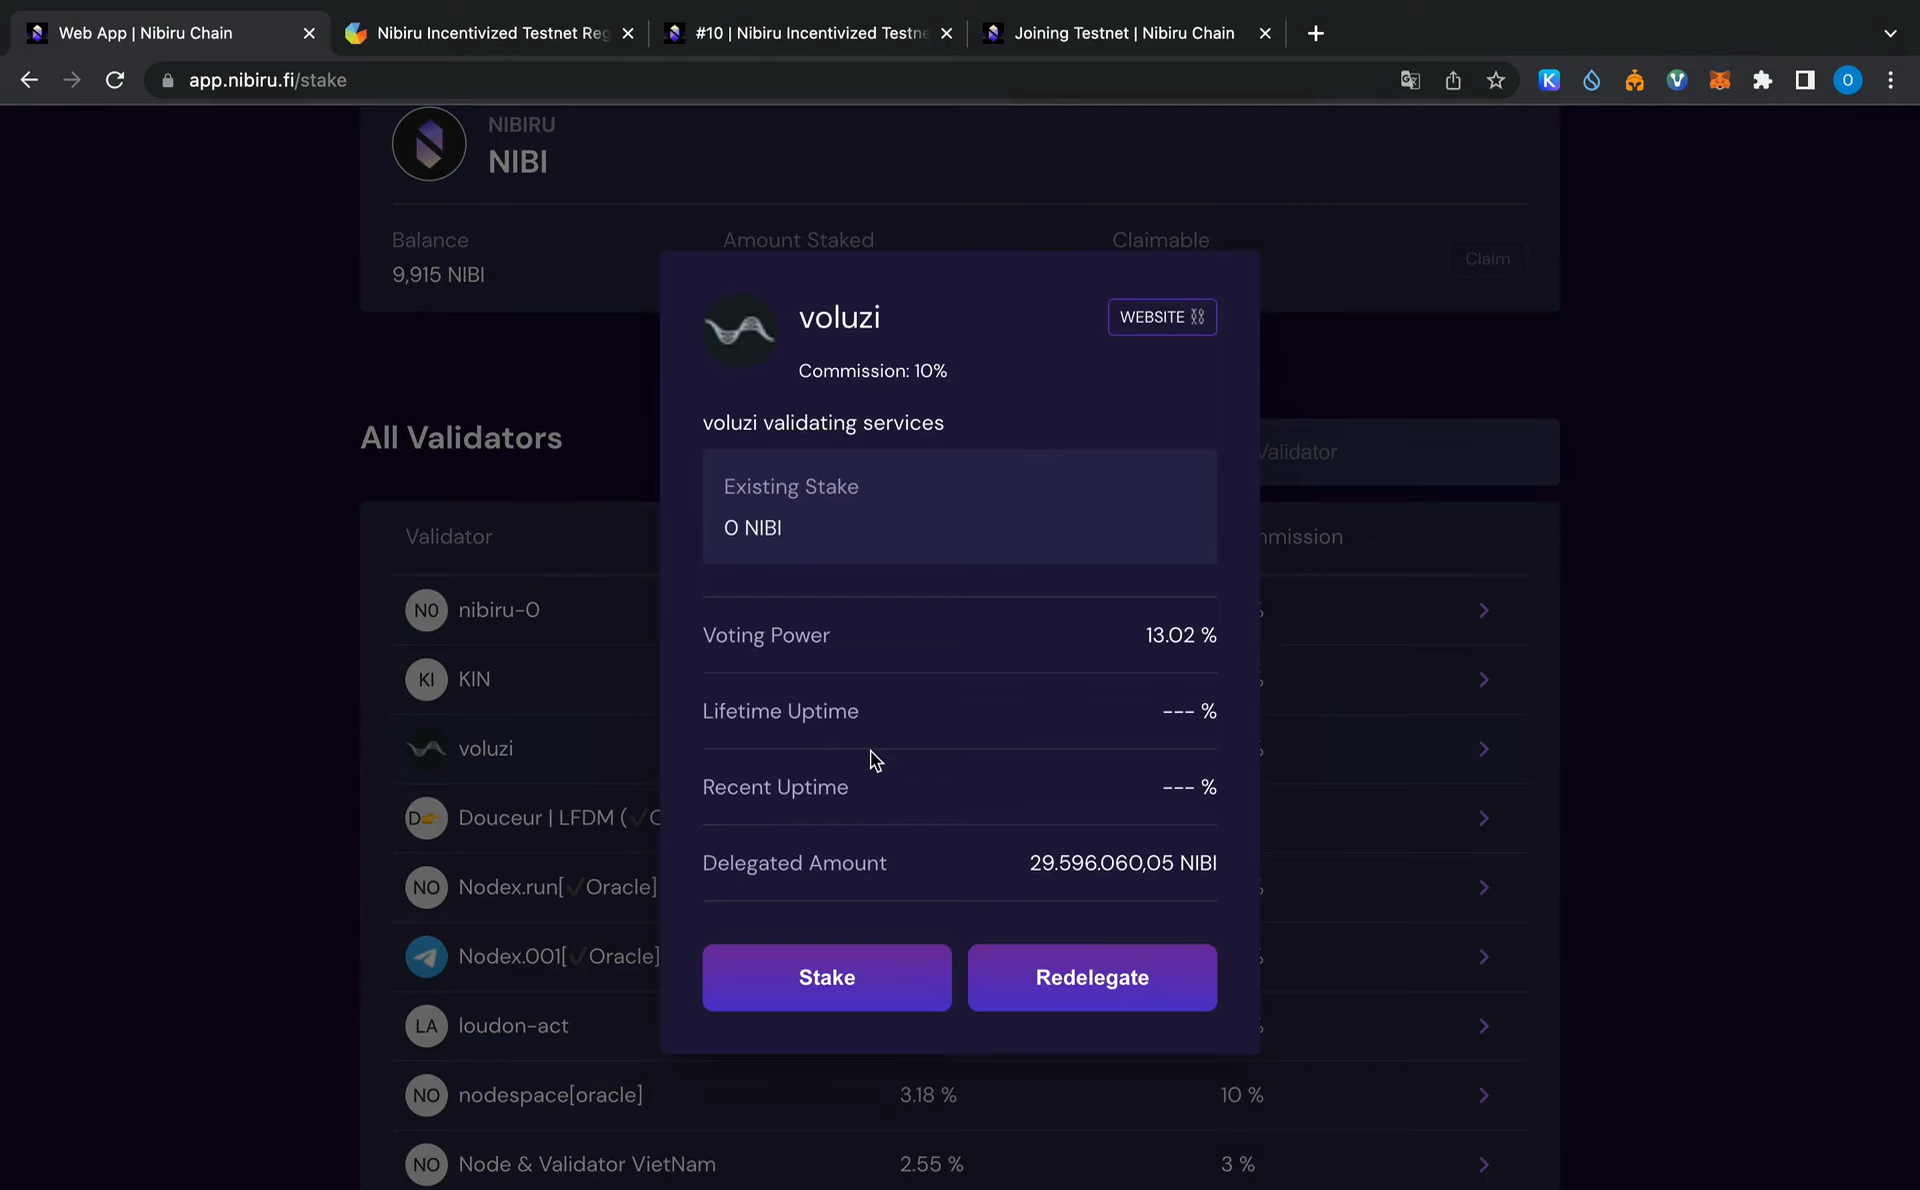 Web App | Nibiru Chain
Nibiru Incentivized Testnet Reg
#10 | Nibiru Incentivized Testne
Joining Testnet | Nibiru Chain
app.nibiru.fi/stake
K
O
NIBIRU
NIBI
Balance
Amount Staked
Claimable
9,915 NIBI
Claim
voluzi
WEBSITE
Commission: 10%
voluzi validating services
All Validators
Validator
Existing Stake
0 NIBI
Validator
mmission
N0 nibiru-0
Voting Power 13.02 %
KI KIN
Lifetime Uptime --- %
voluzi
Recent Uptime --- %
D👉 Douceur | LFDM (✓O
Delegated Amount 29.596.060,05 NIBI
NO Nodex.run[✓Oracle]
Nodex.001[✓Oracle]
Stake
Redelegate
LA loudon-act
NO nodespace[oracle] 3.18 % 10 %
NO Node & Validator VietNam 2.55 % 3 %